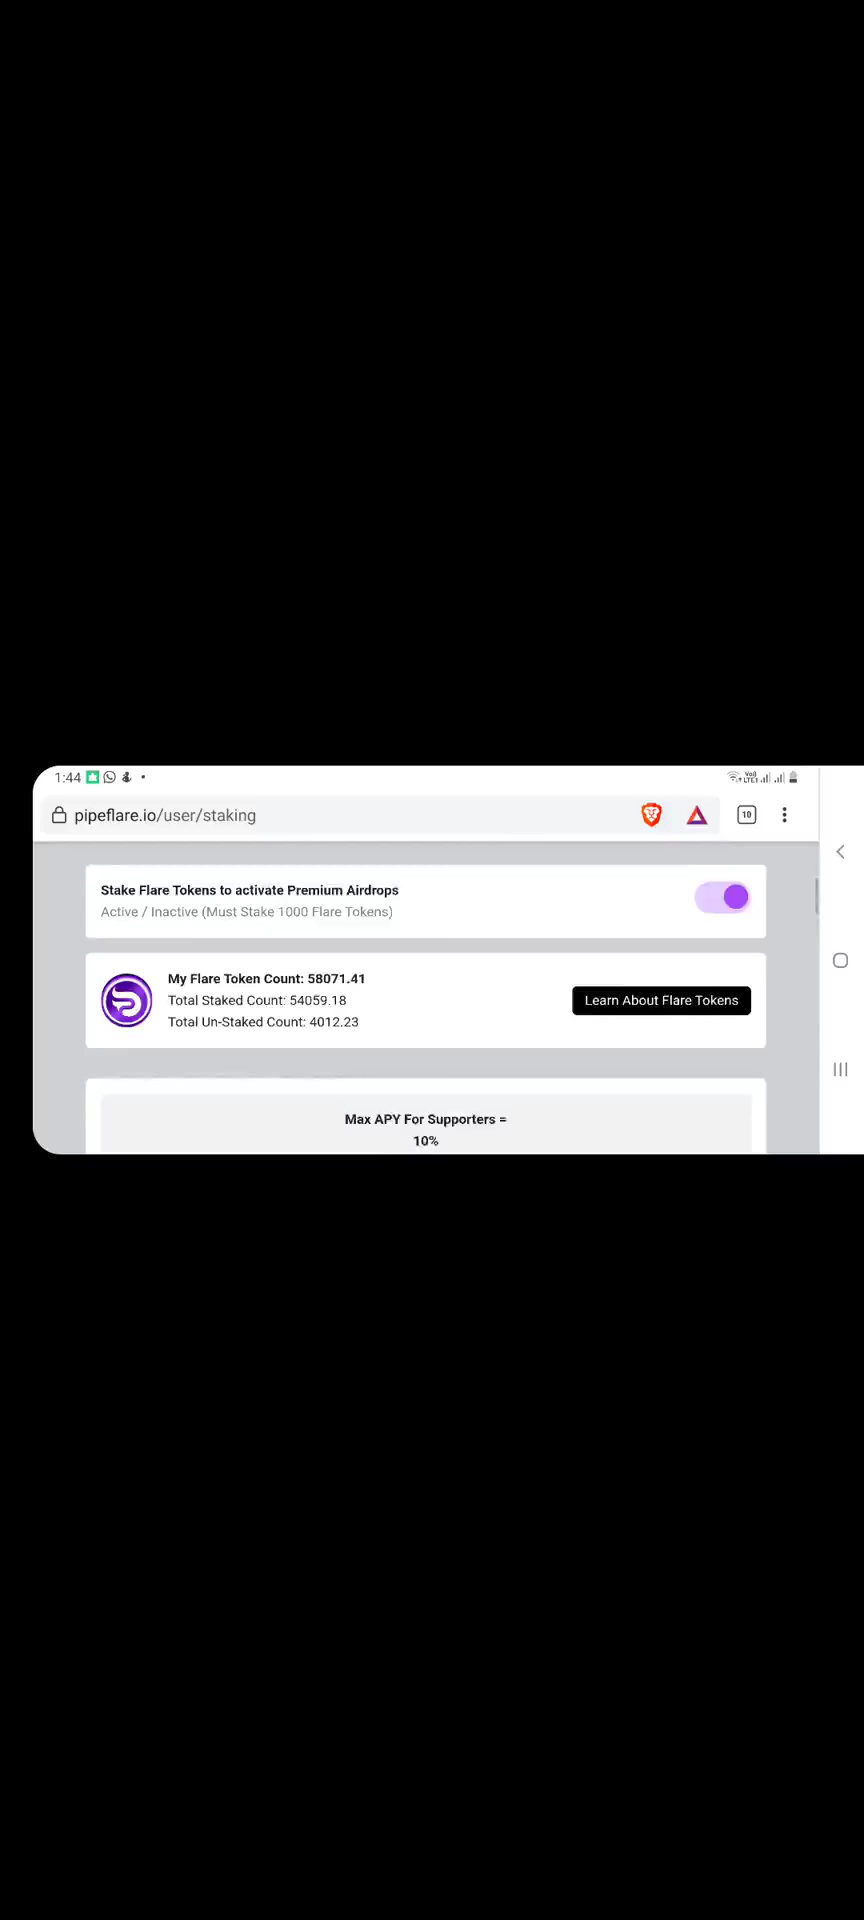 1:44
pipeflare.io/user/staking
10
Stake Flare Tokens to activate Premium Airdrops
Active / Inactive (Must Stake 1000 Flare Tokens)
My Flare Token Count: 58071.41
Total Staked Count: 54059.18
Total Un-Staked Count: 4012.23
Learn About Flare Tokens
Max APY For Supporters =
10%